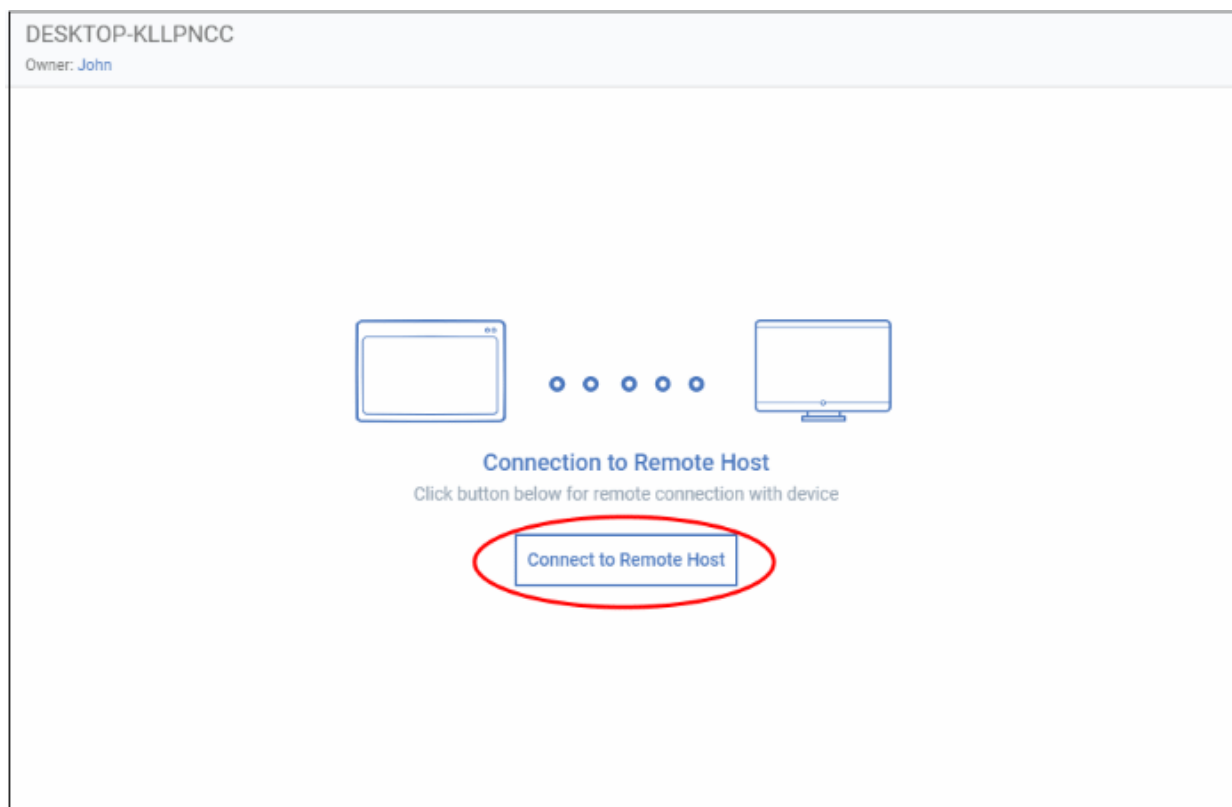 DESKTOP-KLLPNCC
Owner: John
Connection to Remote Host
Click button below for remote connection with device
Connect to Remote Host